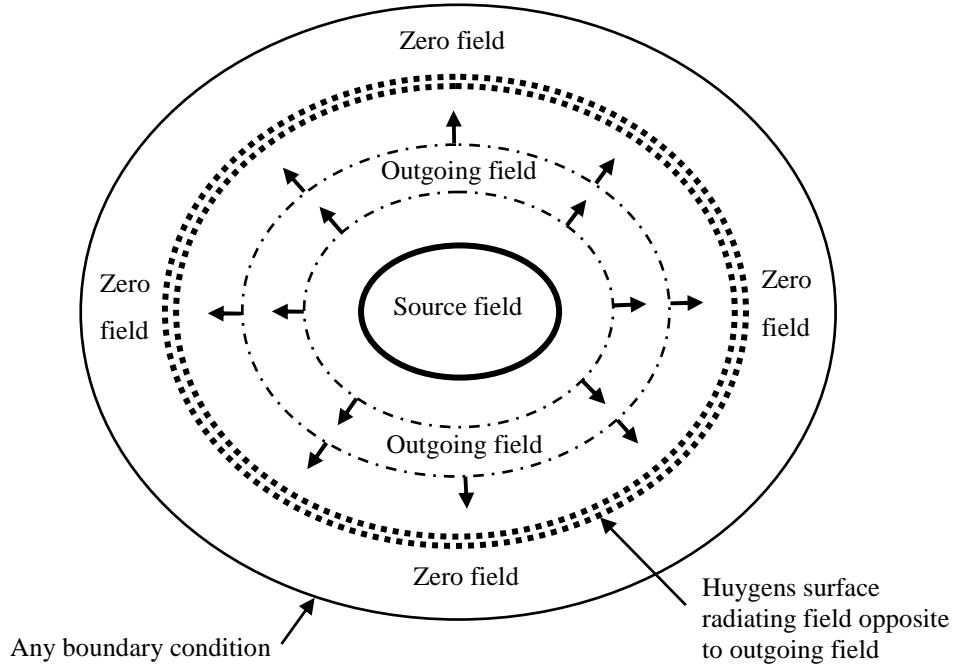 Zero field
Outgoing field
Zero
field
Source field
Zero
field
Outgoing field
Zero field
Huygens surface
radiating field opposite
to outgoing field
Any boundary condition